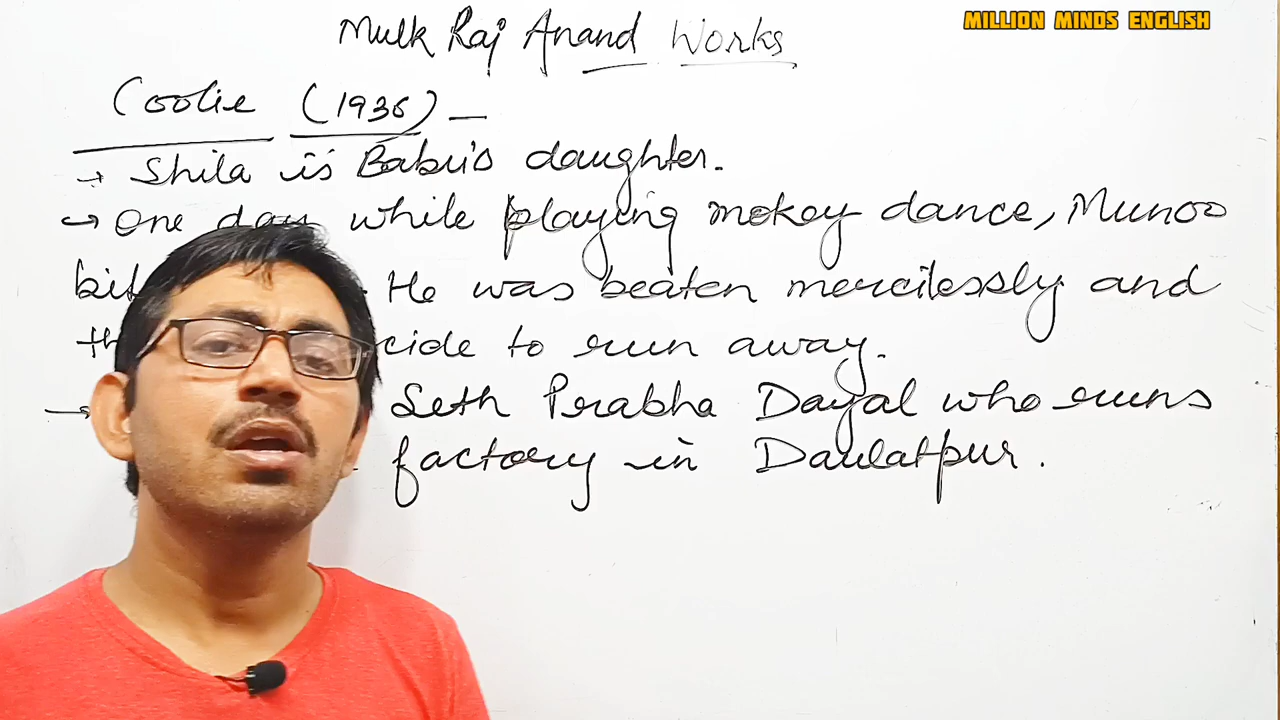 MILLION MINDS ENGLISH
Mulk Raj Anand Works
Coolie (1936) —
→ Shila is Babu's daughter.
→ One day while playing mokey dance, Munoo
He was beaten mercilessly and
to run away.
→ Seth Prabha Dayal who runs
factory in Daulatpur.